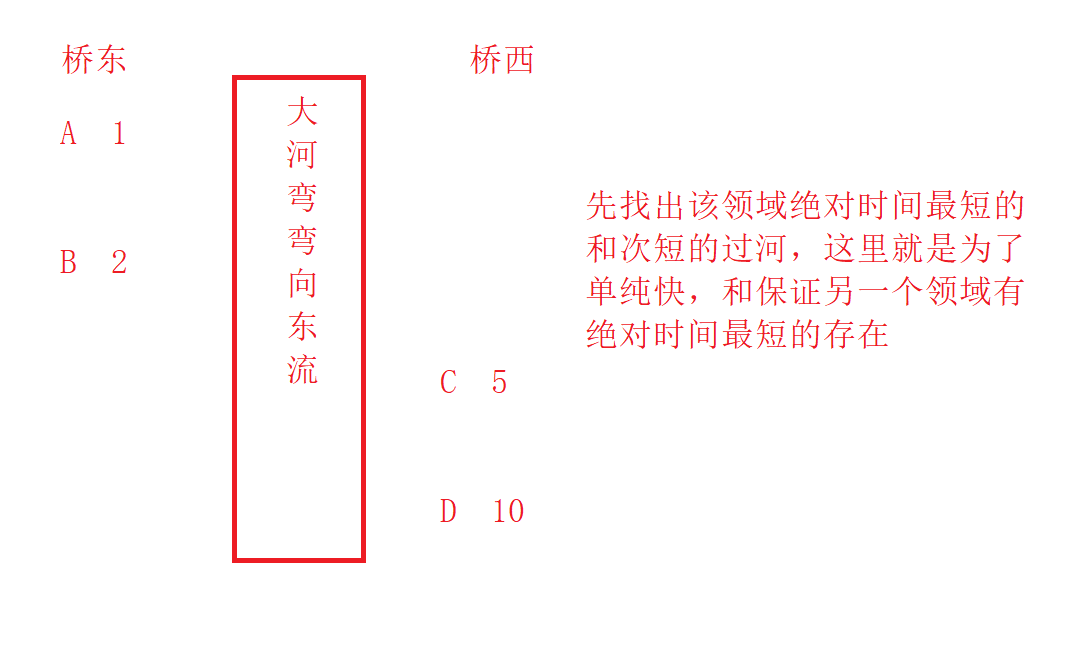 桥东
桥西
A 1
B 2
大河弯弯向东流
先找出该领域绝对时间最短的
和次短的过河，这里就是为了
单纯快，和保证另一个领域有
绝对时间最短的存在
C 5
D 10